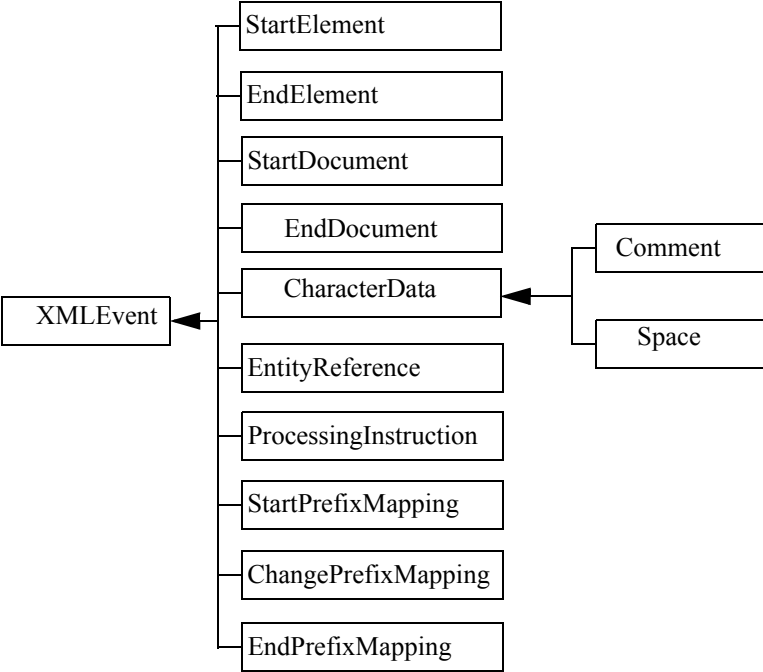 StartElement
EndElement
StartDocument
EndDocument
Comment
CharacterData
XMLEvent
Space
EntityReference
ProcessingInstruction
StartPrefixMapping
ChangePrefixMapping
EndPrefixMapping